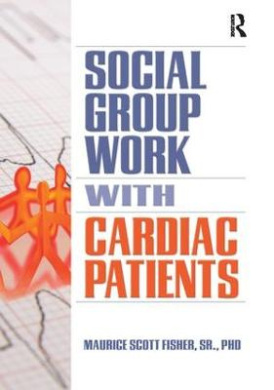 R
SOCIAL
GROUP
WORK
WITH
CARDIAC
PATIENTS
MAURICE SCOTT FISHER, SR., PHD